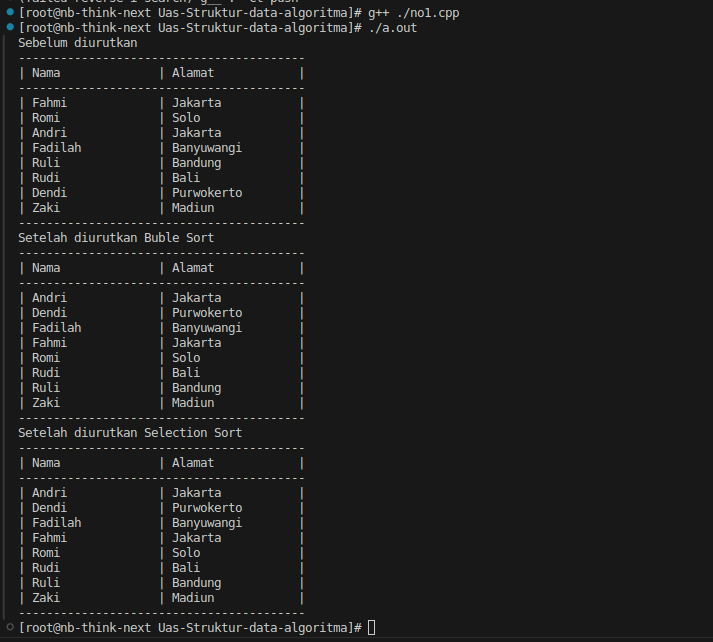 [root@nb-think-next Uas-Struktur-data-algoritma]# g++ ./no1.cpp
[root@nb-think-next Uas-Struktur-data-algoritma]# ./a.out
Sebelum diurutkan
-----------------------------------------
| Nama              | Alamat            |
-----------------------------------------
| Fahmi             | Jakarta           |
| Romi              | Solo              |
| Andri             | Jakarta           |
| Fadilah           | Banyuwangi        |
| Ruli              | Bandung           |
| Rudi              | Bali              |
| Dendi             | Purwokerto        |
| Zaki              | Madiun            |
-----------------------------------------
Setelah diurutkan Buble Sort
-----------------------------------------
| Nama              | Alamat            |
-----------------------------------------
| Andri             | Jakarta           |
| Dendi             | Purwokerto        |
| Fadilah           | Banyuwangi        |
| Fahmi             | Jakarta           |
| Romi              | Solo              |
| Rudi              | Bali              |
| Ruli              | Bandung           |
| Zaki              | Madiun            |
-----------------------------------------
Setelah diurutkan Selection Sort
-----------------------------------------
| Nama              | Alamat            |
-----------------------------------------
| Andri             | Jakarta           |
| Dendi             | Purwokerto        |
| Fadilah           | Banyuwangi        |
| Fahmi             | Jakarta           |
| Romi              | Solo              |
| Rudi              | Bali              |
| Ruli              | Bandung           |
| Zaki              | Madiun            |
-----------------------------------------
[root@nb-think-next Uas-Struktur-data-algoritma]#